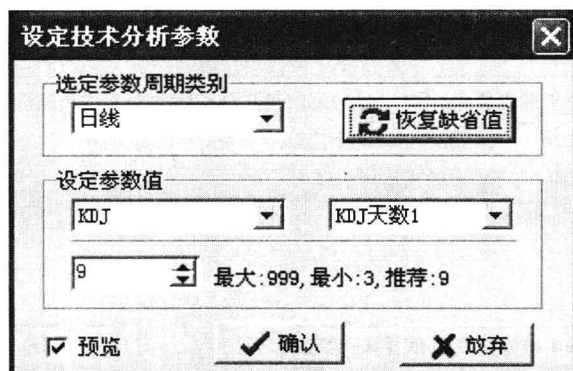 设定技术分析参数
选定参数周期类别
日线
恢复缺省值
设定参数值
KDJ
KDJ天数1
9
最大:999, 最小:3, 推荐:9
预览
确认
放弃